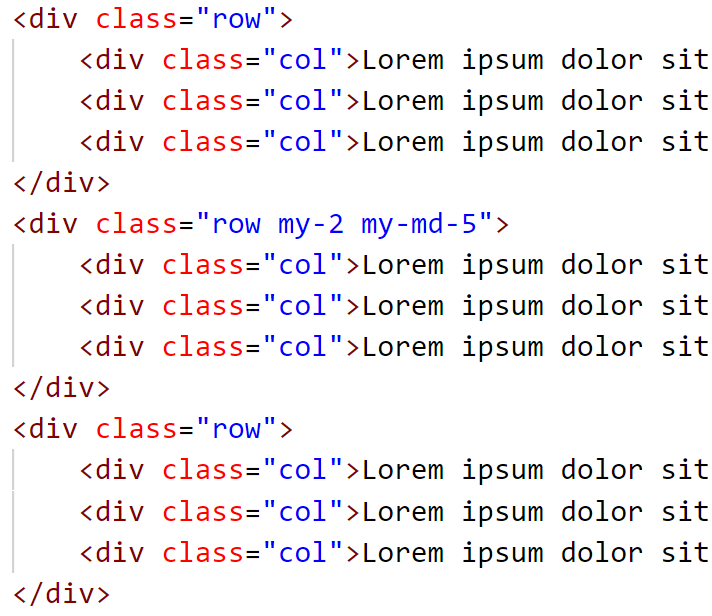 <div class="row">
    <div class="col">Lorem ipsum dolor sit
    <div class="col">Lorem ipsum dolor sit
    <div class="col">Lorem ipsum dolor sit
</div>
<div class="row my-2 my-md-5">
    <div class="col">Lorem ipsum dolor sit
    <div class="col">Lorem ipsum dolor sit
    <div class="col">Lorem ipsum dolor sit
</div>
<div class="row">
    <div class="col">Lorem ipsum dolor sit
    <div class="col">Lorem ipsum dolor sit
    <div class="col">Lorem ipsum dolor sit
</div>